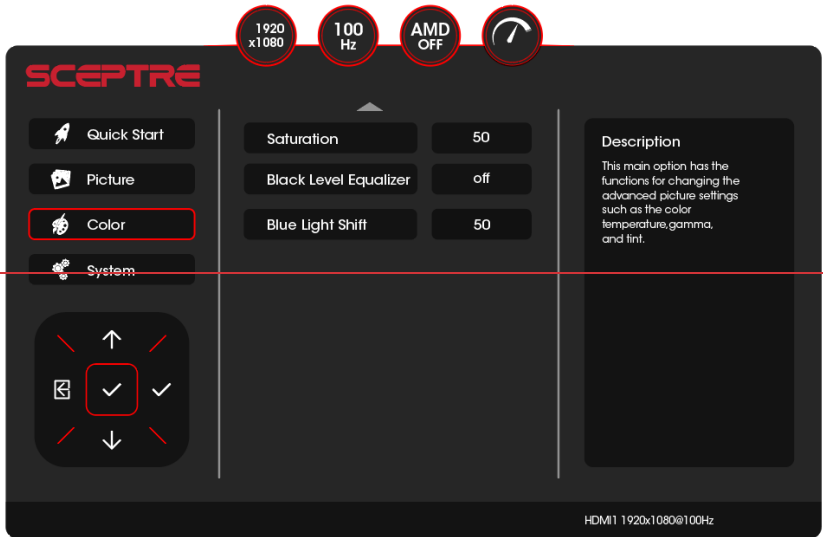 1920
x1080
100
Hz
AMD
OFF
SCEPTRE
Quick Start
Picture
Color
System
Saturation 50
Black Level Equalizer off
Blue Light Shift 50
Description
This main option has the
functions for changing the
advanced picture settings
such as the color
temperature,gamma,
and tint.
HDMI1 1920x1080@100Hz